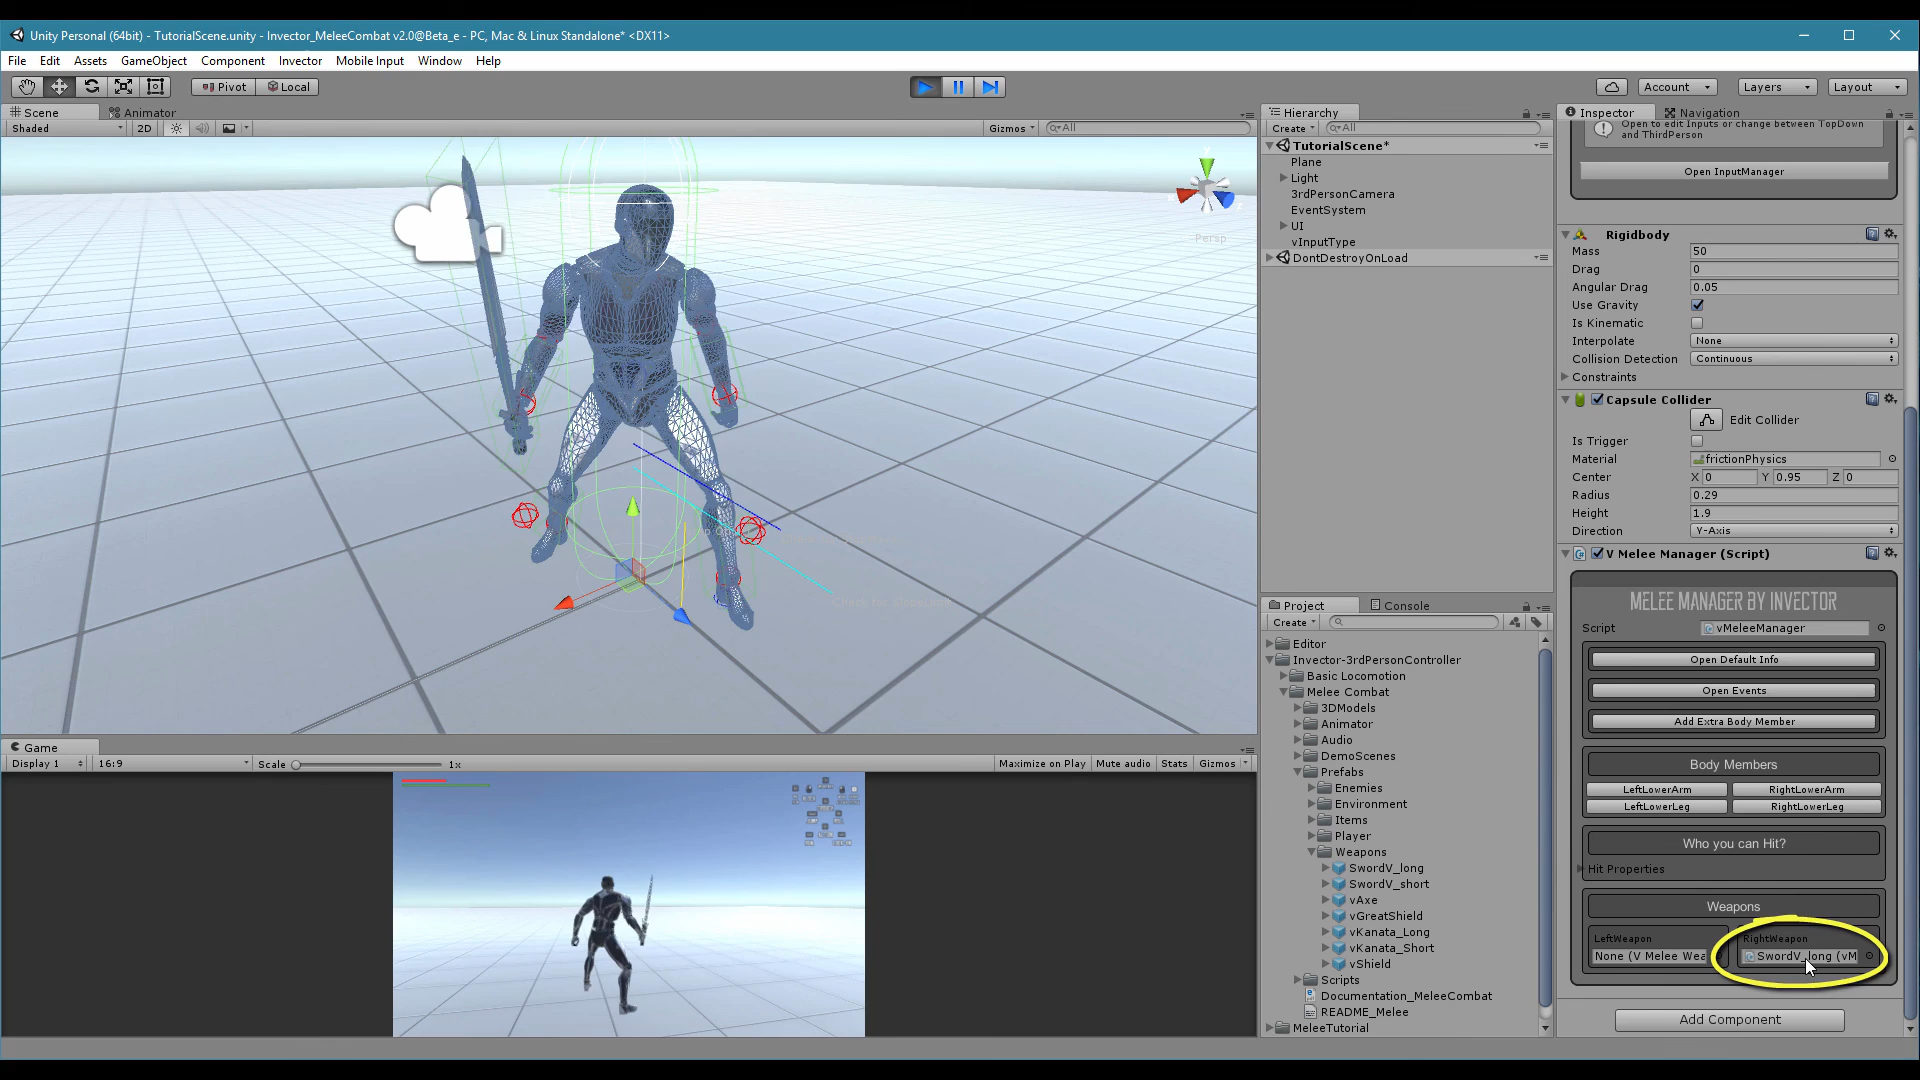 Unity Personal (64bit) - TutorialScene.unity - Invector_MeleeCombat v2.0@Beta_e - PC, Mac & Linux Standalone* <DX11>
File Edit Assets GameObject Component Invector Mobile Input Window Help
Pivot Local Account Layers Layout
Scene Animator
Shaded 2D Gizmos All
Persp
Game
Display 1 16:9 Scale 1x Maximize on Play Mute audio Stats Gizmos
Hierarchy
Create All
TutorialScene*
Plane
Light
3rdPersonCamera
EventSystem
UI
vInputType
DontDestroyOnLoad
Project Console
Create
Editor
Invector-3rdPersonController
Basic Locomotion
Melee Combat
3DModels
Animator
Audio
DemoScenes
Prefabs
Enemies
Environment
Items
Player
Weapons
SwordV_long
SwordV_short
vAxe
vGreatShield
vKanata_Long
vKanata_Short
vShield
Scripts
Documentation_MeleeCombat
README_Melee
MeleeTutorial
Inspector Navigation
Open to edit Inputs or change between TopDown
and ThirdPerson
Open InputManager
Rigidbody
Mass 50
Drag 0
Angular Drag 0.05
Use Gravity
Is Kinematic
Interpolate None
Collision Detection Continuous
Constraints
Capsule Collider
Edit Collider
Is Trigger
Material frictionPhysics
Center X 0 Y 0.95 Z 0
Radius 0.29
Height 1.9
Direction Y-Axis
V Melee Manager (Script)
MELEE MANAGER BY INVECTOR
Script vMeleeManager
Open Default Info
Open Events
Add Extra Body Member
Body Members
LeftLowerArm RightLowerArm
LeftLowerLeg RightLowerLeg
Who you can Hit?
Hit Properties
Weapons
LeftWeapon RightWeapon
None (V Melee Wea SwordV_long (vM
Add Component